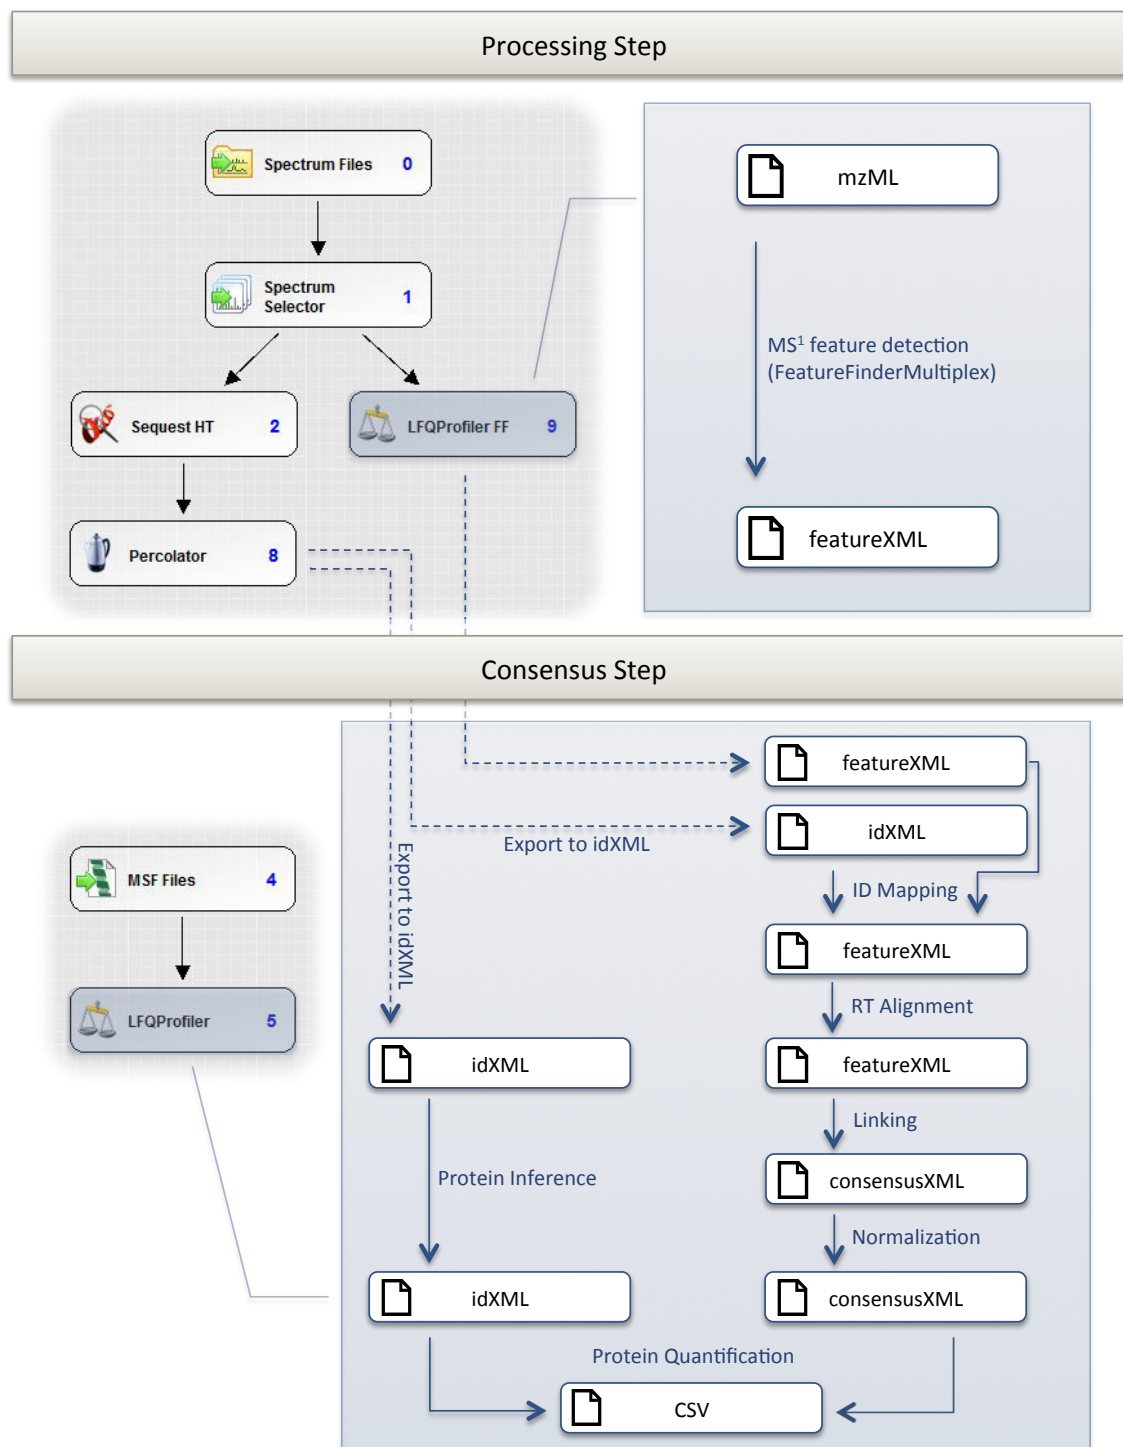 Processing Step
Spectrum Files 0
Spectrum
Selector 1
Sequest HT 2
LFQProfiler FF 9
Percolator 8
mzML
MS¹ feature detection
(FeatureFinderMultiplex)
featureXML
Consensus Step
MSF Files 4
LFQProfiler 5
featureXML
idXML
Export to idXML
Export to idXML
ID Mapping
featureXML
RT Alignment
idXML
featureXML
Linking
Protein Inference
consensusXML
Normalization
idXML
consensusXML
Protein Quantification
CSV